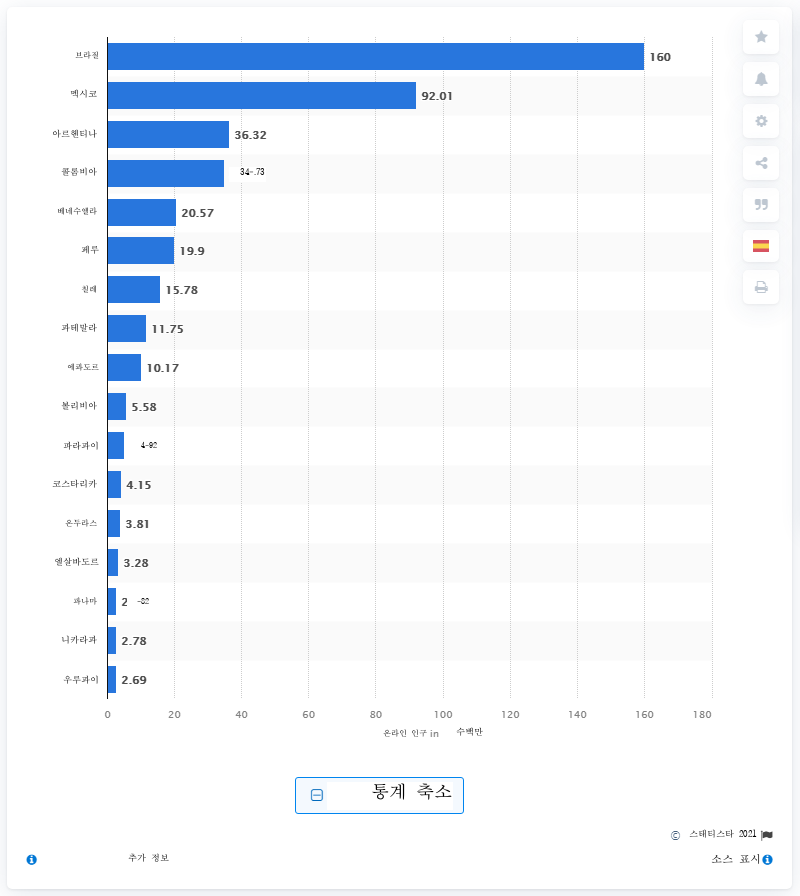 브라질 160
멕시코 92.01
아르헨티나 36.32
콜롬비아 34-.73
베네수엘라 20.57
페루 19.9
칠레 15.78
과테말라 11.75
에콰도르 10.17
볼리비아 5.58
파라과이 4-92
코스타리카 4.15
온두라스 3.81
엘살바도르 3.28
파나마 2 -82
니카라과 2.78
우루과이 2.69
0 20 40 60 80 100 120 140 160 180
온라인 인구 in 수백만
통계 축소
© 스태티스타 2021
추가 정보 소스 표시